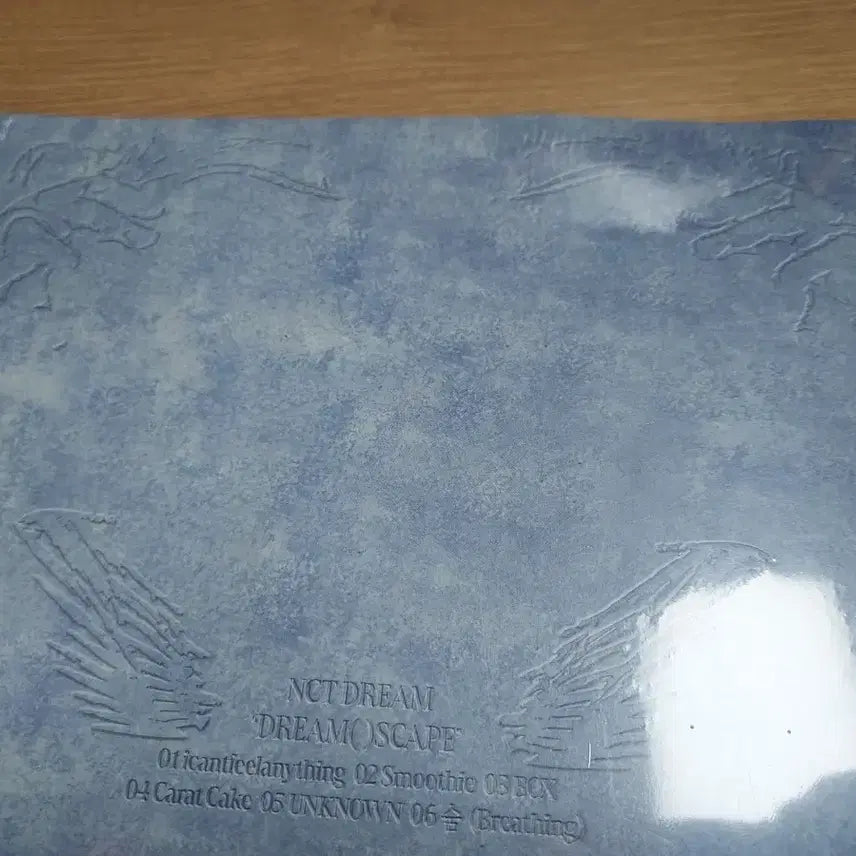 NCT DREAM
'DREAM( )SCAPE'
01 icantfeelanything 02 Smoothie 03 BOX
04 Carat Cake 05 UNKNOWN 06 숨 (Breathing)